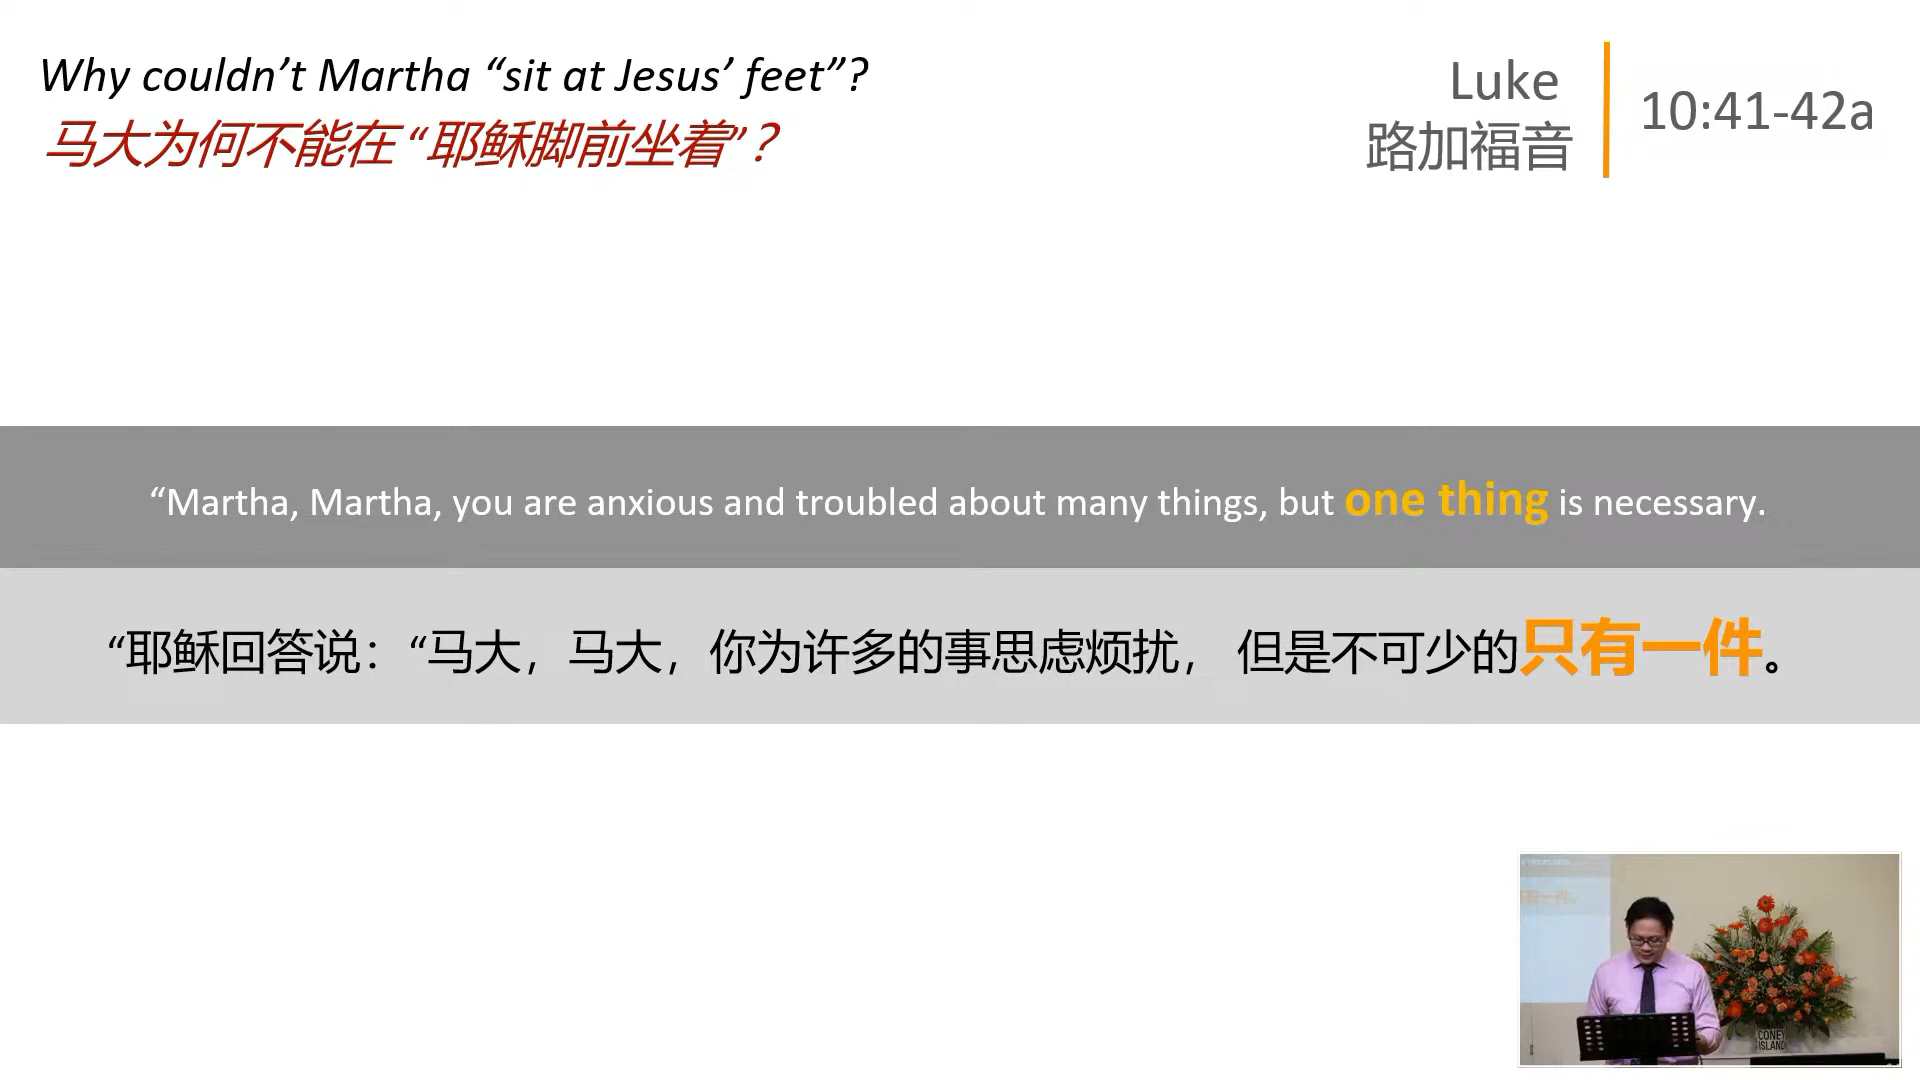 Why couldn’t Martha “sit at Jesus’ feet”?
马大为何不能在“耶稣脚前坐着”？
Luke
路加福音
10:41-42a
“Martha, Martha, you are anxious and troubled about many things, but one thing is necessary.
“耶稣回答说：“马大，马大，你为许多的事思虑烦扰， 但是不可少的只有一件。
CONEY
ISLAND